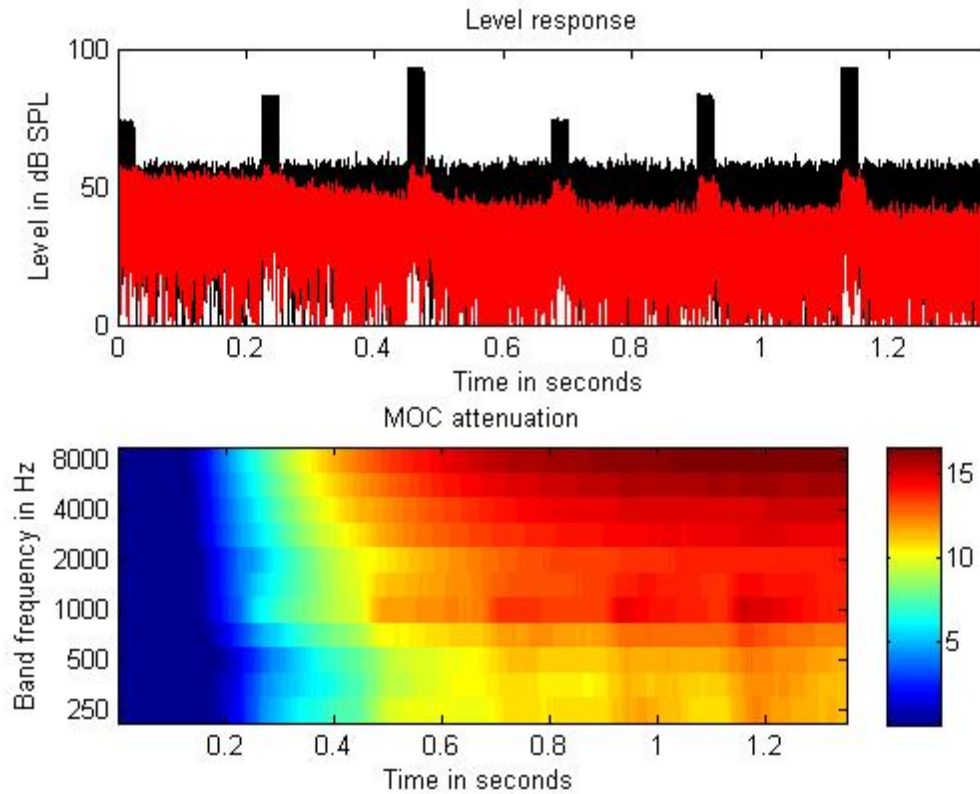 Level response
100
50
0
Level in dB SPL
0 0.2 0.4 0.6 0.8 1 1.2
Time in seconds
MOC attenuation
8000
4000
2000
1000
500
250
Band frequency in Hz
15
10
5
0.2 0.4 0.6 0.8 1 1.2
Time in seconds